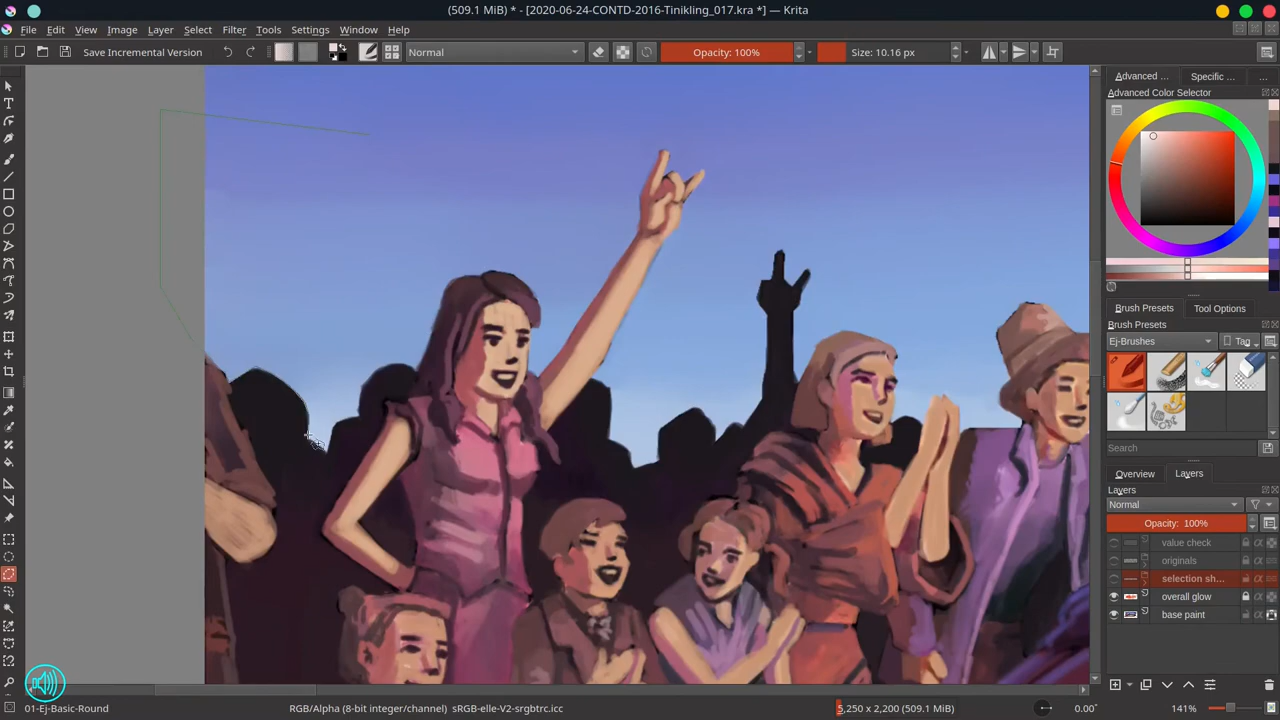 (509.1 MiB) * - [2020-06-24-CONTD-2016-Tinikling_017.kra *] — Krita
File Edit View Image Layer Select Filter Tools Settings Window Help
Save Incremental Version Normal Opacity: 100% Size: 10.16 px
Advanced ... Specific ... ...
Advanced Color Selector
Brush Presets Tool Options
Brush Presets
Ej-Brushes Tag
Search
Overview Layers
Layers
Normal
Opacity: 100%
value check
originals
selection sh...
overall glow
base paint
01-Ej-Basic-Round RGB/Alpha (8-bit integer/channel) sRGB-elle-V2-srgbtrc.icc 5,250 x 2,200 (509.1 MiB) 0.00° 141%